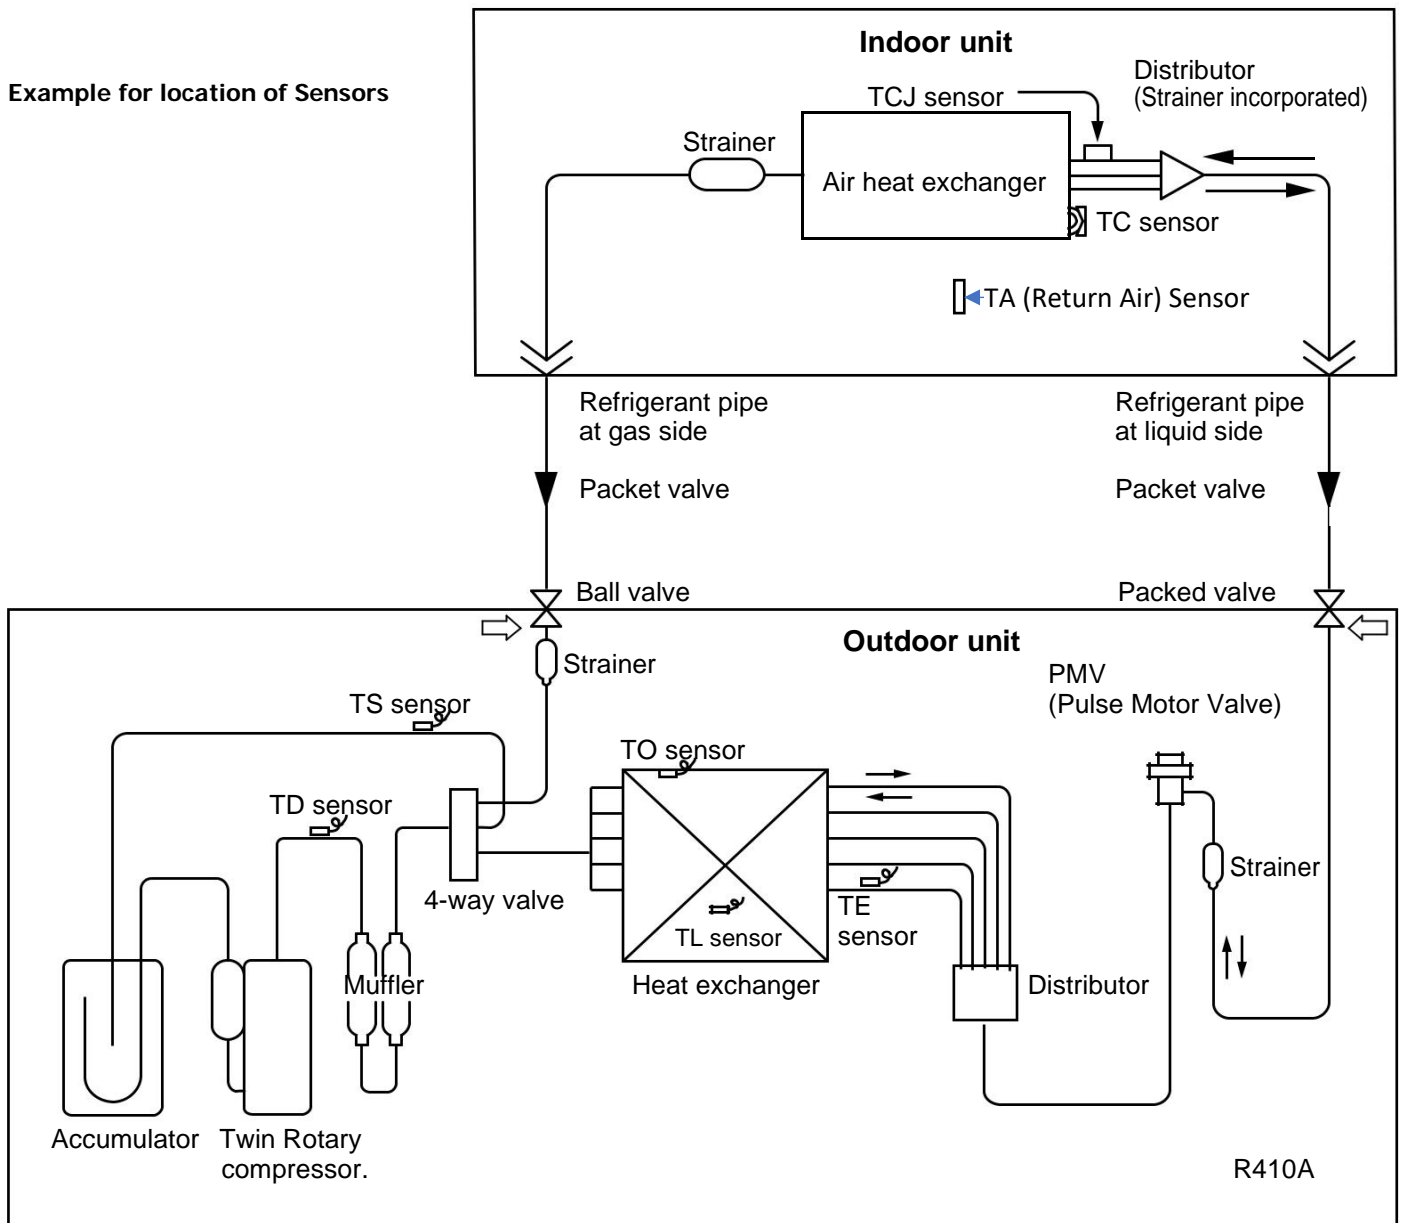 Indoor unit
Example for location of Sensors
Distributor
(Strainer incorporated)
TCJ sensor
Strainer
Air heat exchanger
TC sensor
TA (Return Air) Sensor
Refrigerant pipe
at gas side
Refrigerant pipe
at liquid side
Packet valve
Packet valve
Ball valve
Packed valve
Outdoor unit
Strainer
PMV
(Pulse Motor Valve)
TS sensor
TO sensor
TD sensor
Strainer
4-way valve
TE
sensor
TL sensor
Muffler
Heat exchanger
Distributor
Accumulator
Twin Rotary
compressor.
R410A